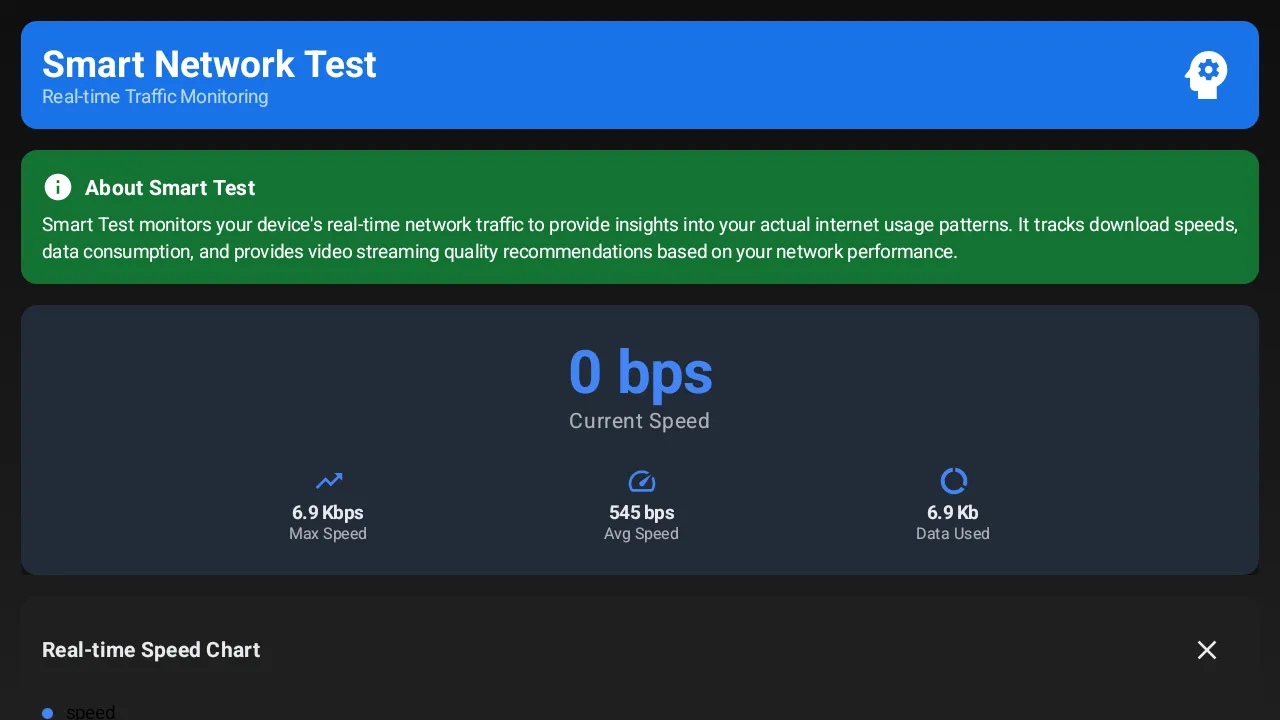 Smart Network Test
Real-time Traffic Monitoring
About Smart Test
Smart Test monitors your device's real-time network traffic to provide insights into your actual internet usage patterns. It tracks download speeds,
data consumption, and provides video streaming quality recommendations based on your network performance.
0 bps
Current Speed
6.9 Kbps
Max Speed
545 bps
Avg Speed
6.9 Kb
Data Used
Real-time Speed Chart
speed